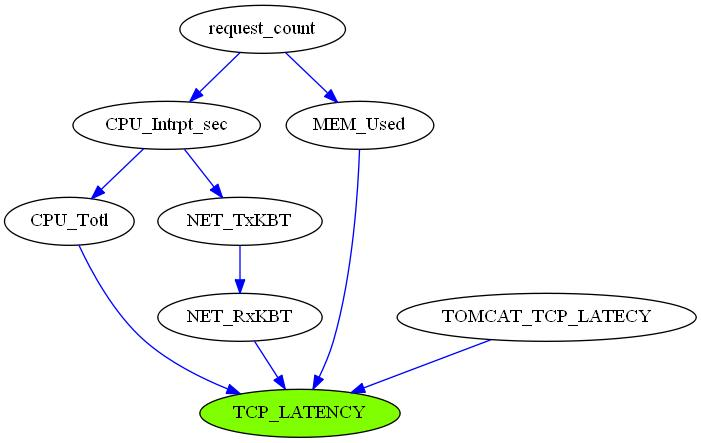 request_count
CPU_Intrpt_sec
MEM_Used
CPU_Totl
NET_TxKBT
NET_RxKBT
TOMCAT_TCP_LATECY
TCP_LATENCY